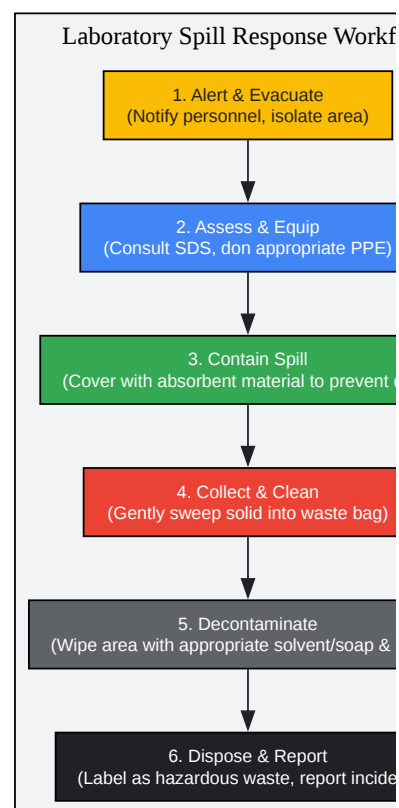 Laboratory Spill Response
1. Alert & Evacuate
(Notify personnel, isolate area)
2. Assess & Equip
(Consult SDS, don appropriate PPE)
3. Contain Spill
(Cover with absorbent material to prevent
4. Collect & Clean
(Gently sweep solid into waste bag)
5. Decontaminate
(Wipe area with appropriate solvent/soap &
6. Dispose & Report
(Label as hazardous waste, report